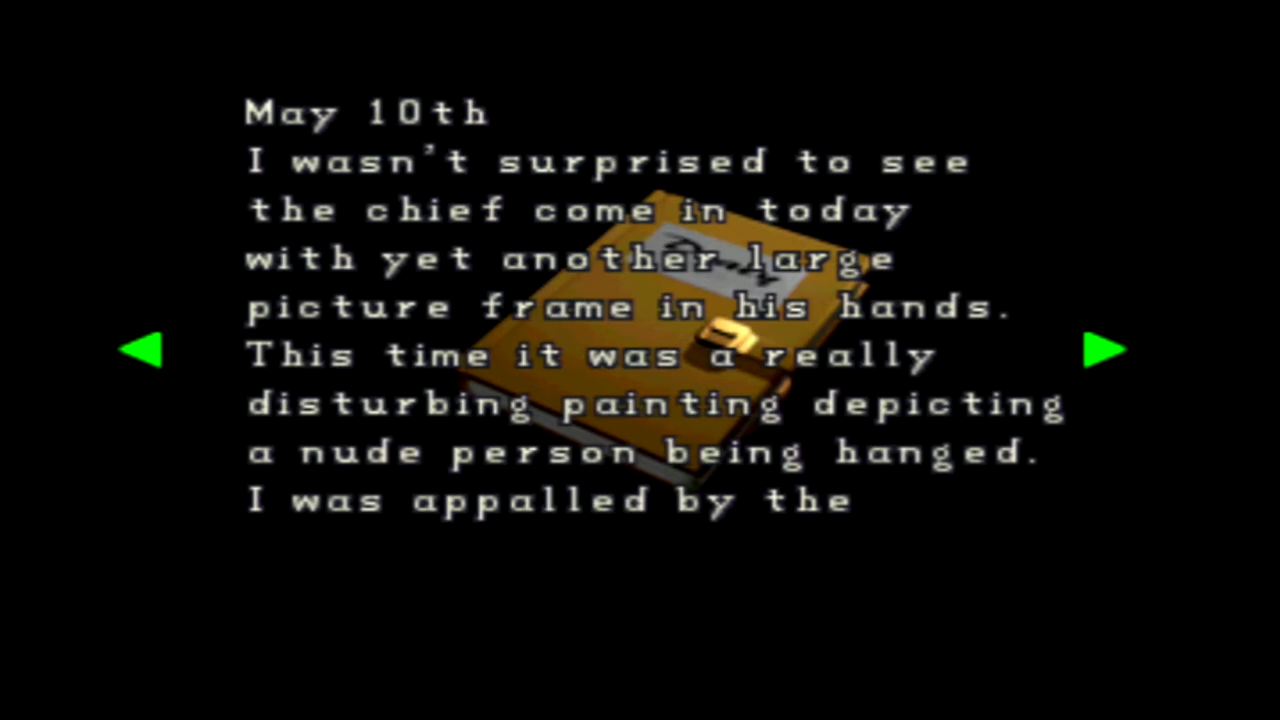 May 10th
I wasn't surprised to see
the chief come in today
with yet another large
picture frame in his hands.
This time it was a really
disturbing painting depicting
a nude person being hanged.
I was appalled by the